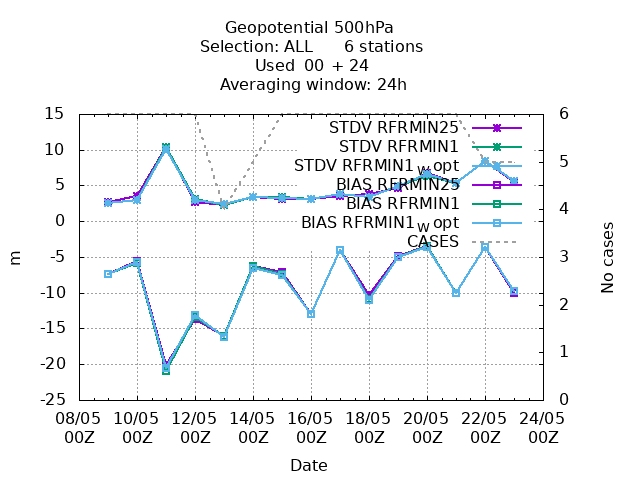 Geopotential 500hPa
Selection: ALL 6 stations
Used 00 + 24
Averaging window: 24h
15
10
5
0
-5
-10
-15
-20
-25
m
6
5
4
3
2
1
0
No cases
STDV RFRMIN25
STDV RFRMIN1
STDV RFRMIN1_w opt
BIAS RFRMIN25
BIAS RFRMIN1
BIAS RFRMIN1_w opt
CASES
08/05 10/05 12/05 14/05 16/05 18/05 20/05 22/05 24/05
00Z 00Z 00Z 00Z 00Z 00Z 00Z 00Z 00Z
Date